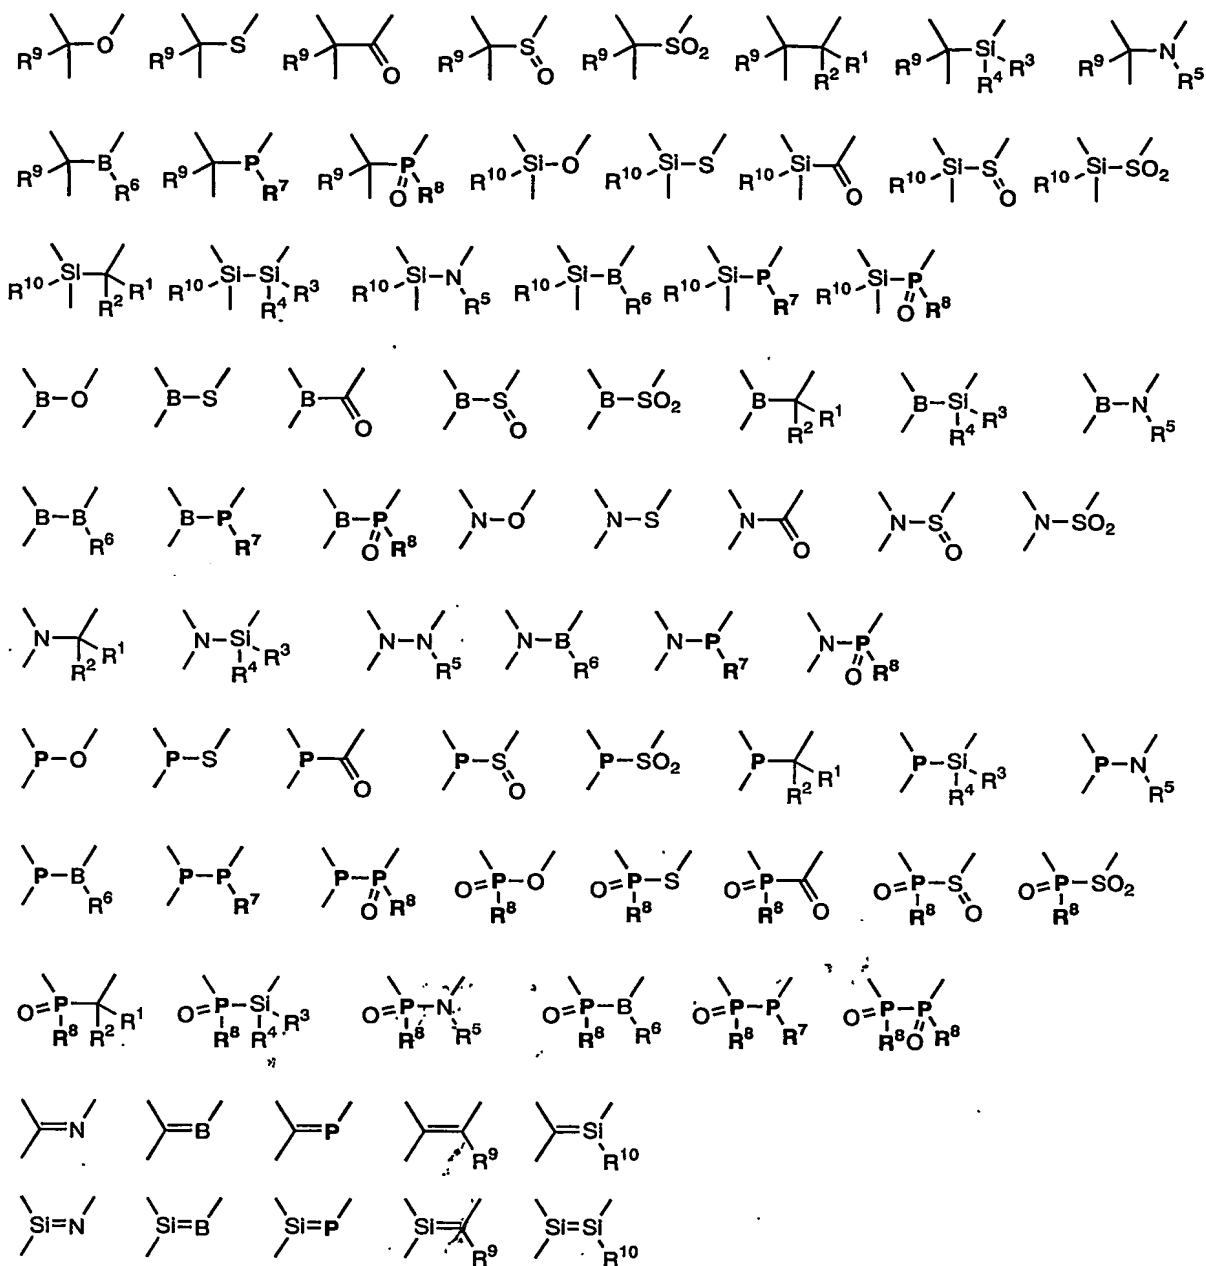 R9 O R9 S R9 O R9 S O R9 SO2 R9 R2 R1 R9 Si R4 R3 R9 N R5
R9 B R6 R9 P R7 R9 P O R8 R10 Si O R10 Si S R10 Si O R10 Si S O R10 Si SO2
R10 Si R2 R1 R10 Si Si R4 R3 R10 Si N R5 R10 Si B R6 R10 Si P R7 R10 Si P O R8
B O B S B O B S O B SO2 B R2 R1 B Si R4 R3 B N R5
B B R6 B P R7 B P O R8 N O N S N O N S O N SO2
N R2 R1 N Si R4 R3 N N R5 N B R6 N P R7 N P O R8
P O P S P O P S O P SO2 P R2 R1 P Si R4 R3 P N R5
P B R6 P P R7 P P O R8 O P R8 O O P R8 S O P R8 O O P R8 S O O P R8 SO2
O P R8 R2 R1 O P R8 Si R4 R3 O P R8 N R5 O P R8 B R6 O P R8 P R7 O P R8 P O R8
N B P R9 Si R10
Si N Si B Si P Si R9 Si Si R10